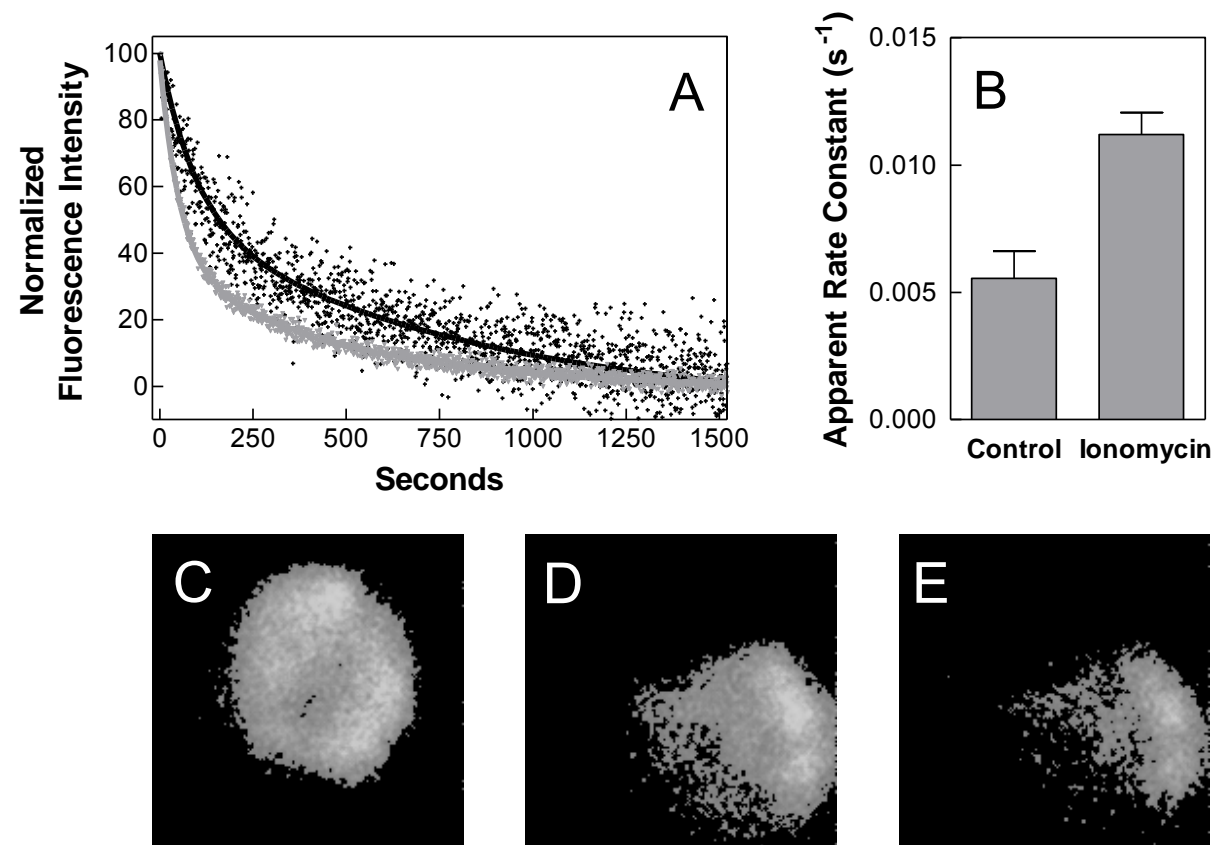 A
Normalized
Fluorescence Intensity
100
80
60
40
20
0
0 250 500 750 1000 1250 1500
Seconds
B
Apparent Rate Constant (s⁻¹)
0.015
0.010
0.005
0.000
Control Ionomycin
C
D
E